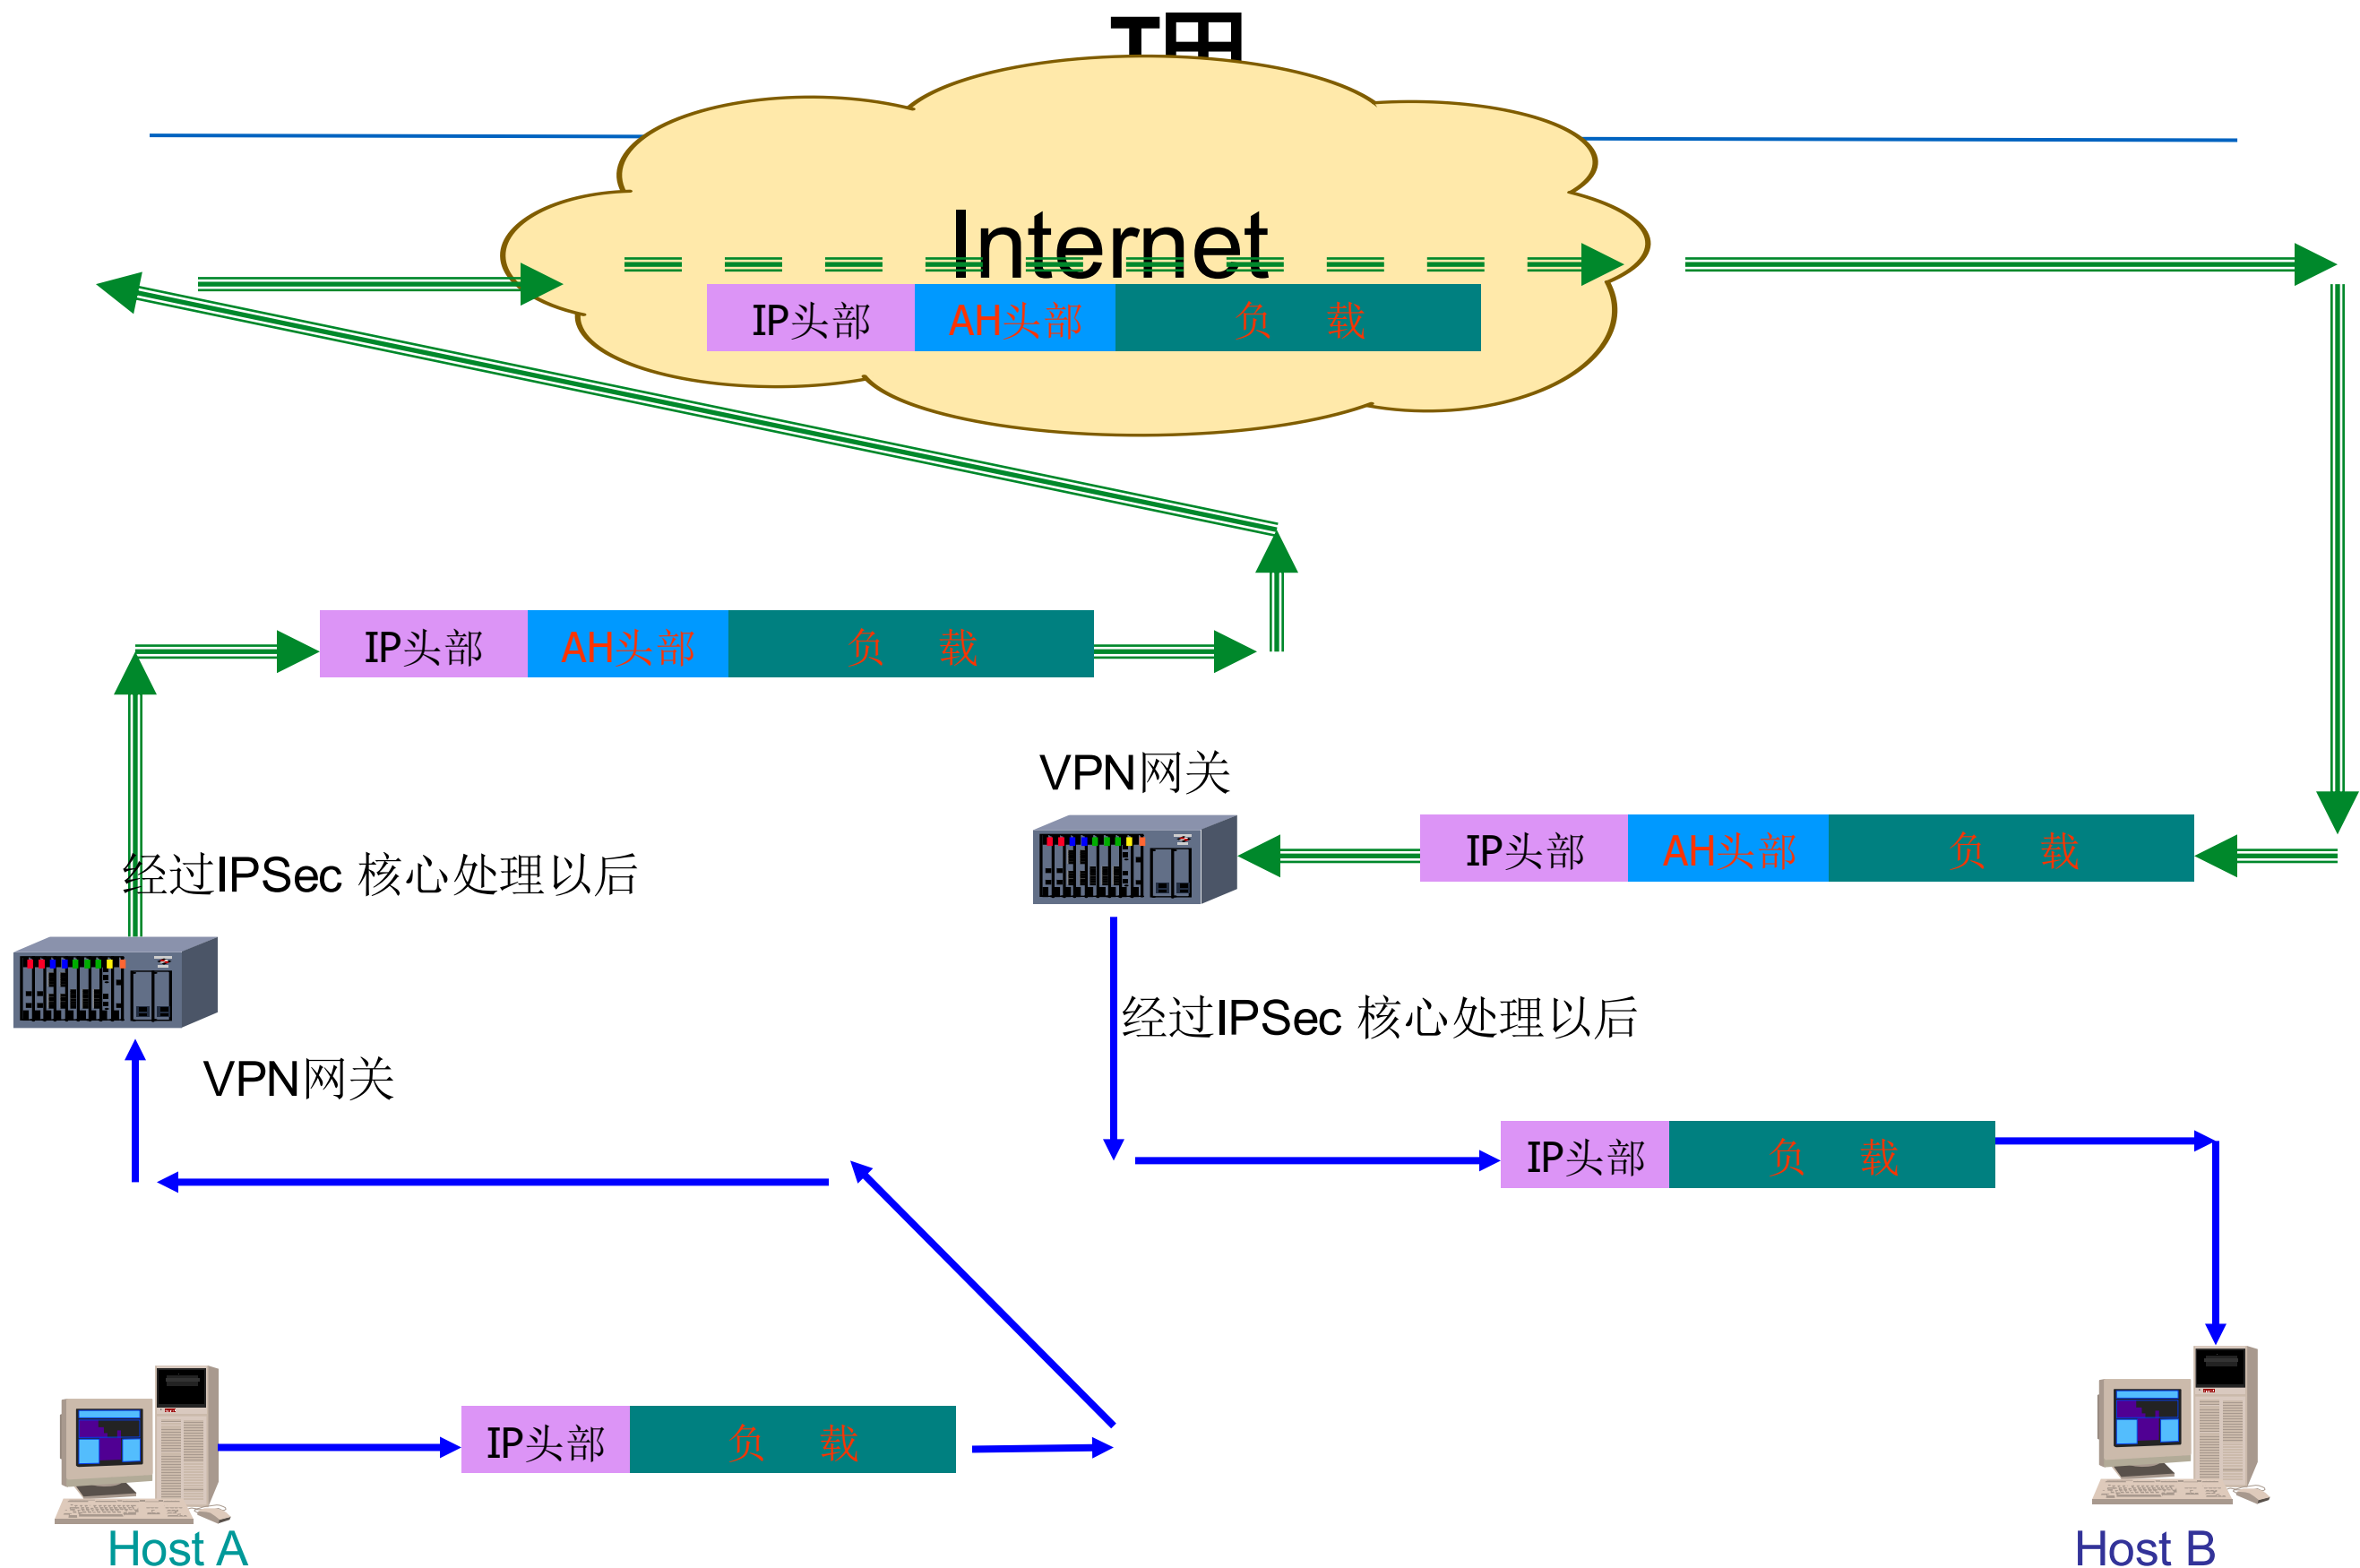 Internet
IP头部 AH头部 负 载
IP头部 AH头部 负 载
VPN网关
IP头部 AH头部 负 载
经过IPSec 核心处理以后
经过IPSec 核心处理以后
VPN网关
IP头部 负 载
IP头部 负 载
Host A
Host B